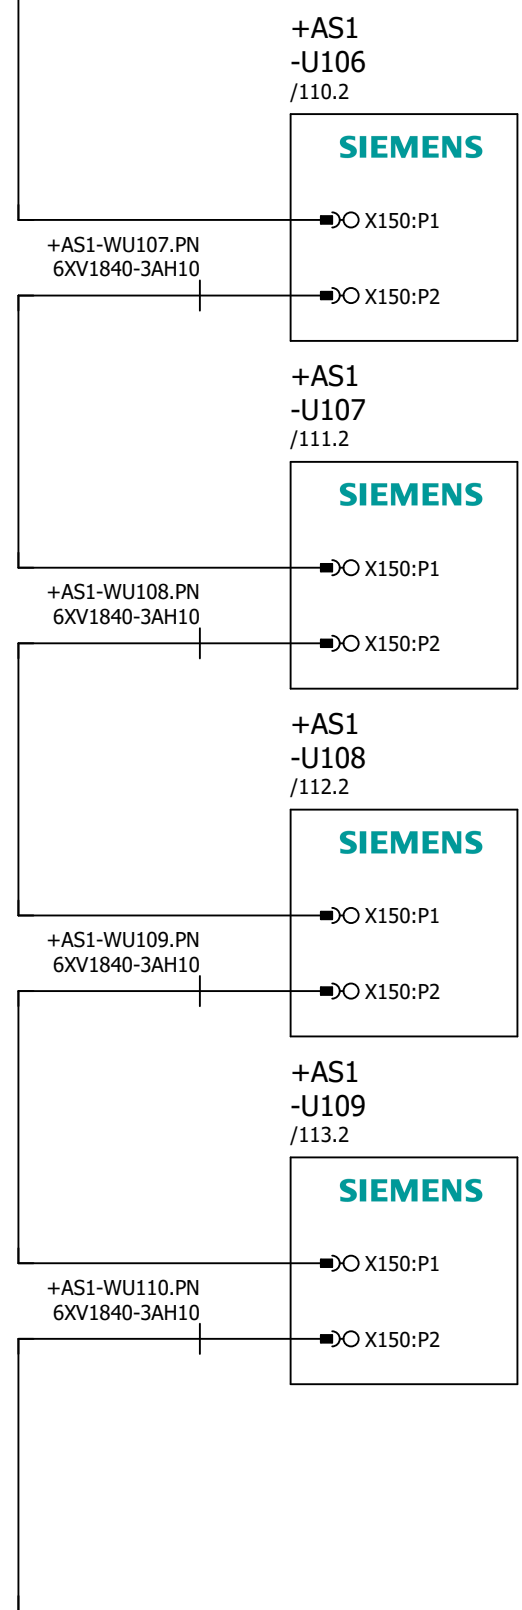 +AS1
-U106
/110.2
SIEMENS
X150:P1
+AS1-WU107.PN
6XV1840-3AH10
X150:P2
+AS1
-U107
/111.2
SIEMENS
X150:P1
+AS1-WU108.PN
6XV1840-3AH10
X150:P2
+AS1
-U108
/112.2
SIEMENS
X150:P1
+AS1-WU109.PN
6XV1840-3AH10
X150:P2
+AS1
-U109
/113.2
SIEMENS
X150:P1
+AS1-WU110.PN
6XV1840-3AH10
X150:P2